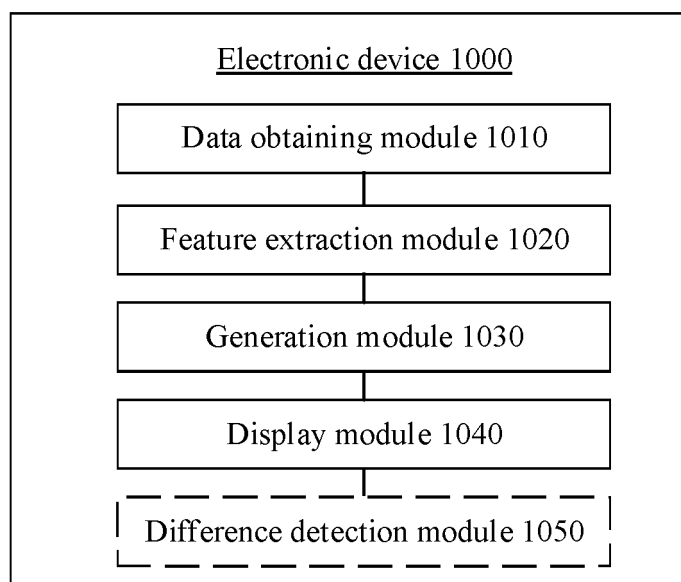 Electronic device 1000
Data obtaining module 1010
Feature extraction module 1020
Generation module 1030
Display module 1040
Difference detection module 1050